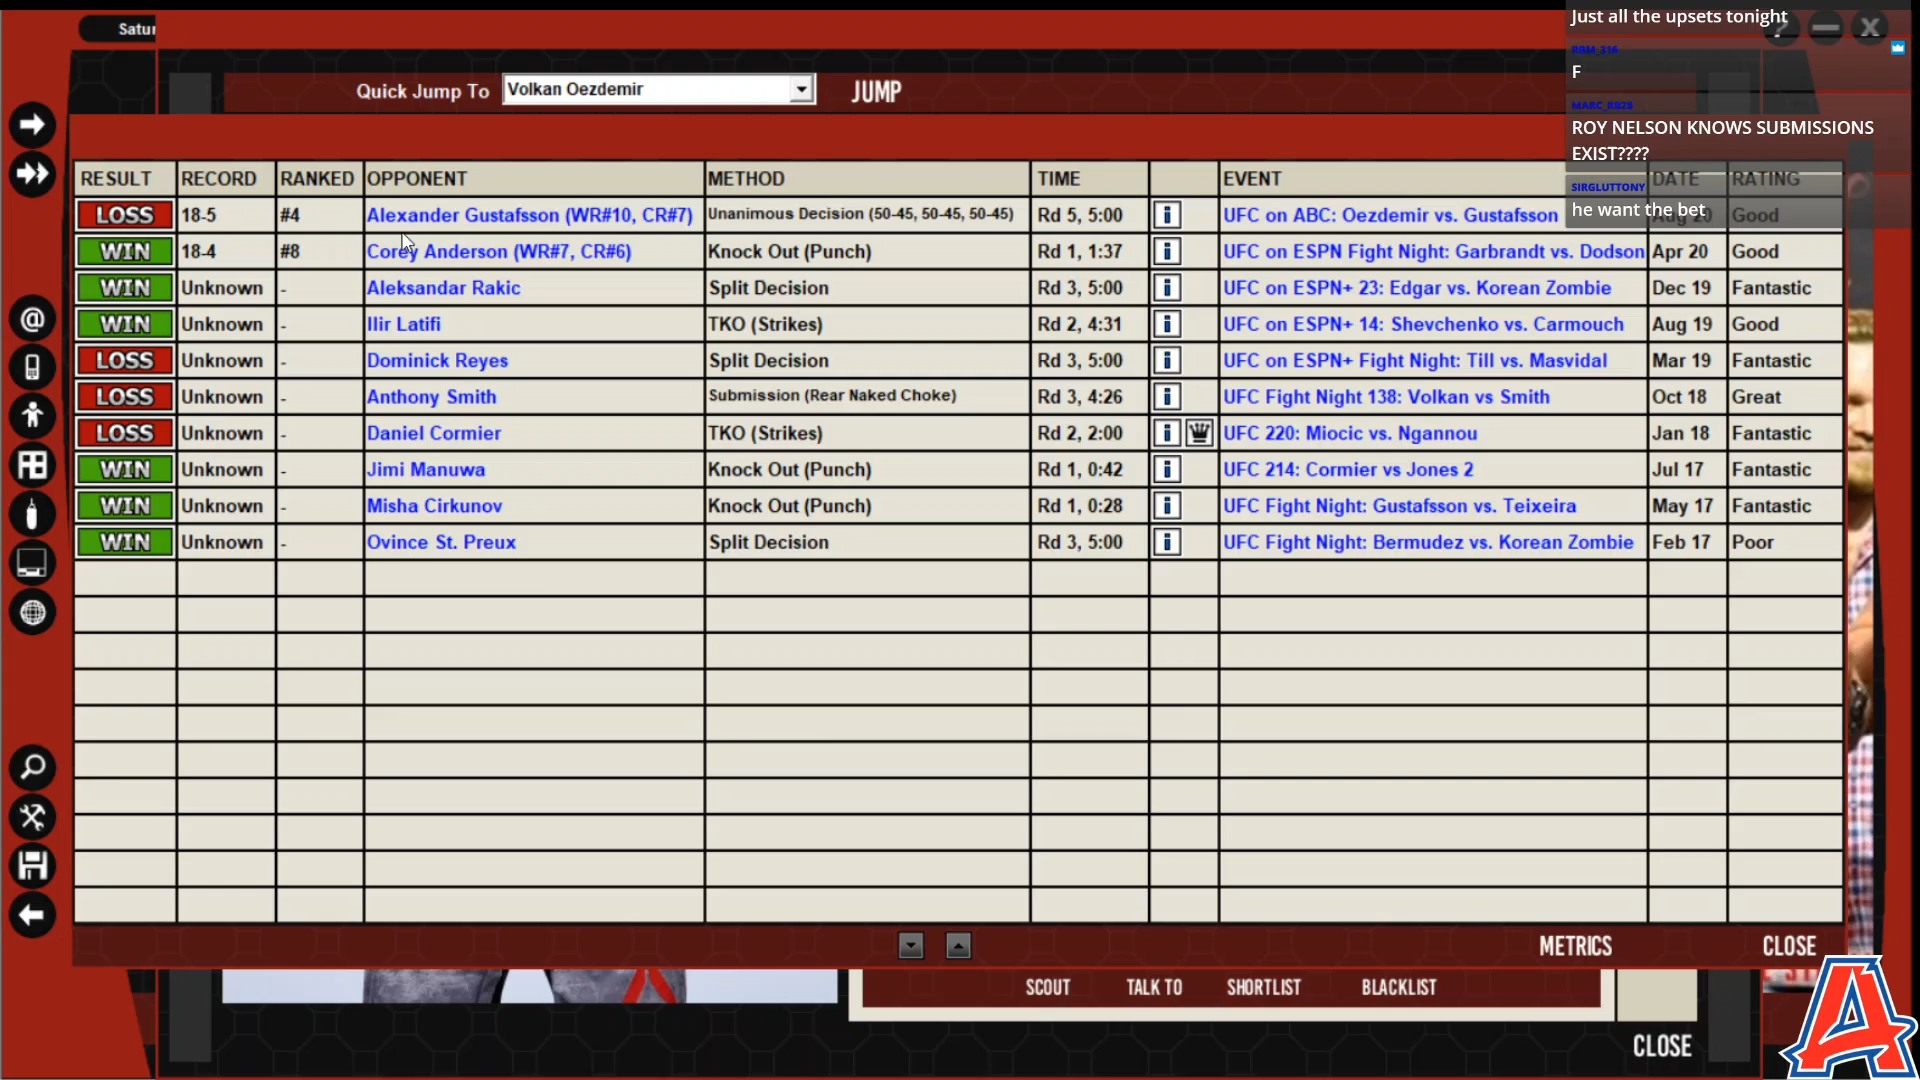 Satur
Just all the upsets tonight
RBM_316
F
MARC_RB28
ROY NELSON KNOWS SUBMISSIONS
EXIST????
SIRGLUTTONY
he want the bet
Quick Jump To Volkan Oezdemir JUMP
RESULT RECORD RANKED OPPONENT METHOD TIME EVENT DATE RATING
LOSS 18-5 #4 Alexander Gustafsson (WR#10, CR#7) Unanimous Decision (50-45, 50-45, 50-45) Rd 5, 5:00 i UFC on ABC: Oezdemir vs. Gustafsson Aug 20 Good
WIN 18-4 #8 Corey Anderson (WR#7, CR#6) Knock Out (Punch) Rd 1, 1:37 i UFC on ESPN Fight Night: Garbrandt vs. Dodson Apr 20 Good
WIN Unknown - Aleksandar Rakic Split Decision Rd 3, 5:00 i UFC on ESPN+ 23: Edgar vs. Korean Zombie Dec 19 Fantastic
WIN Unknown - Ilir Latifi TKO (Strikes) Rd 2, 4:31 i UFC on ESPN+ 14: Shevchenko vs. Carmouch Aug 19 Good
LOSS Unknown - Dominick Reyes Split Decision Rd 3, 5:00 i UFC on ESPN+ Fight Night: Till vs. Masvidal Mar 19 Fantastic
LOSS Unknown - Anthony Smith Submission (Rear Naked Choke) Rd 3, 4:26 i UFC Fight Night 138: Volkan vs Smith Oct 18 Great
LOSS Unknown - Daniel Cormier TKO (Strikes) Rd 2, 2:00 i UFC 220: Miocic vs. Ngannou Jan 18 Fantastic
WIN Unknown - Jimi Manuwa Knock Out (Punch) Rd 1, 0:42 i UFC 214: Cormier vs Jones 2 Jul 17 Fantastic
WIN Unknown - Misha Cirkunov Knock Out (Punch) Rd 1, 0:28 i UFC Fight Night: Gustafsson vs. Teixeira May 17 Fantastic
WIN Unknown - Ovince St. Preux Split Decision Rd 3, 5:00 i UFC Fight Night: Bermudez vs. Korean Zombie Feb 17 Poor
METRICS CLOSE
SCOUT TALK TO SHORTLIST BLACKLIST
CLOSE
A